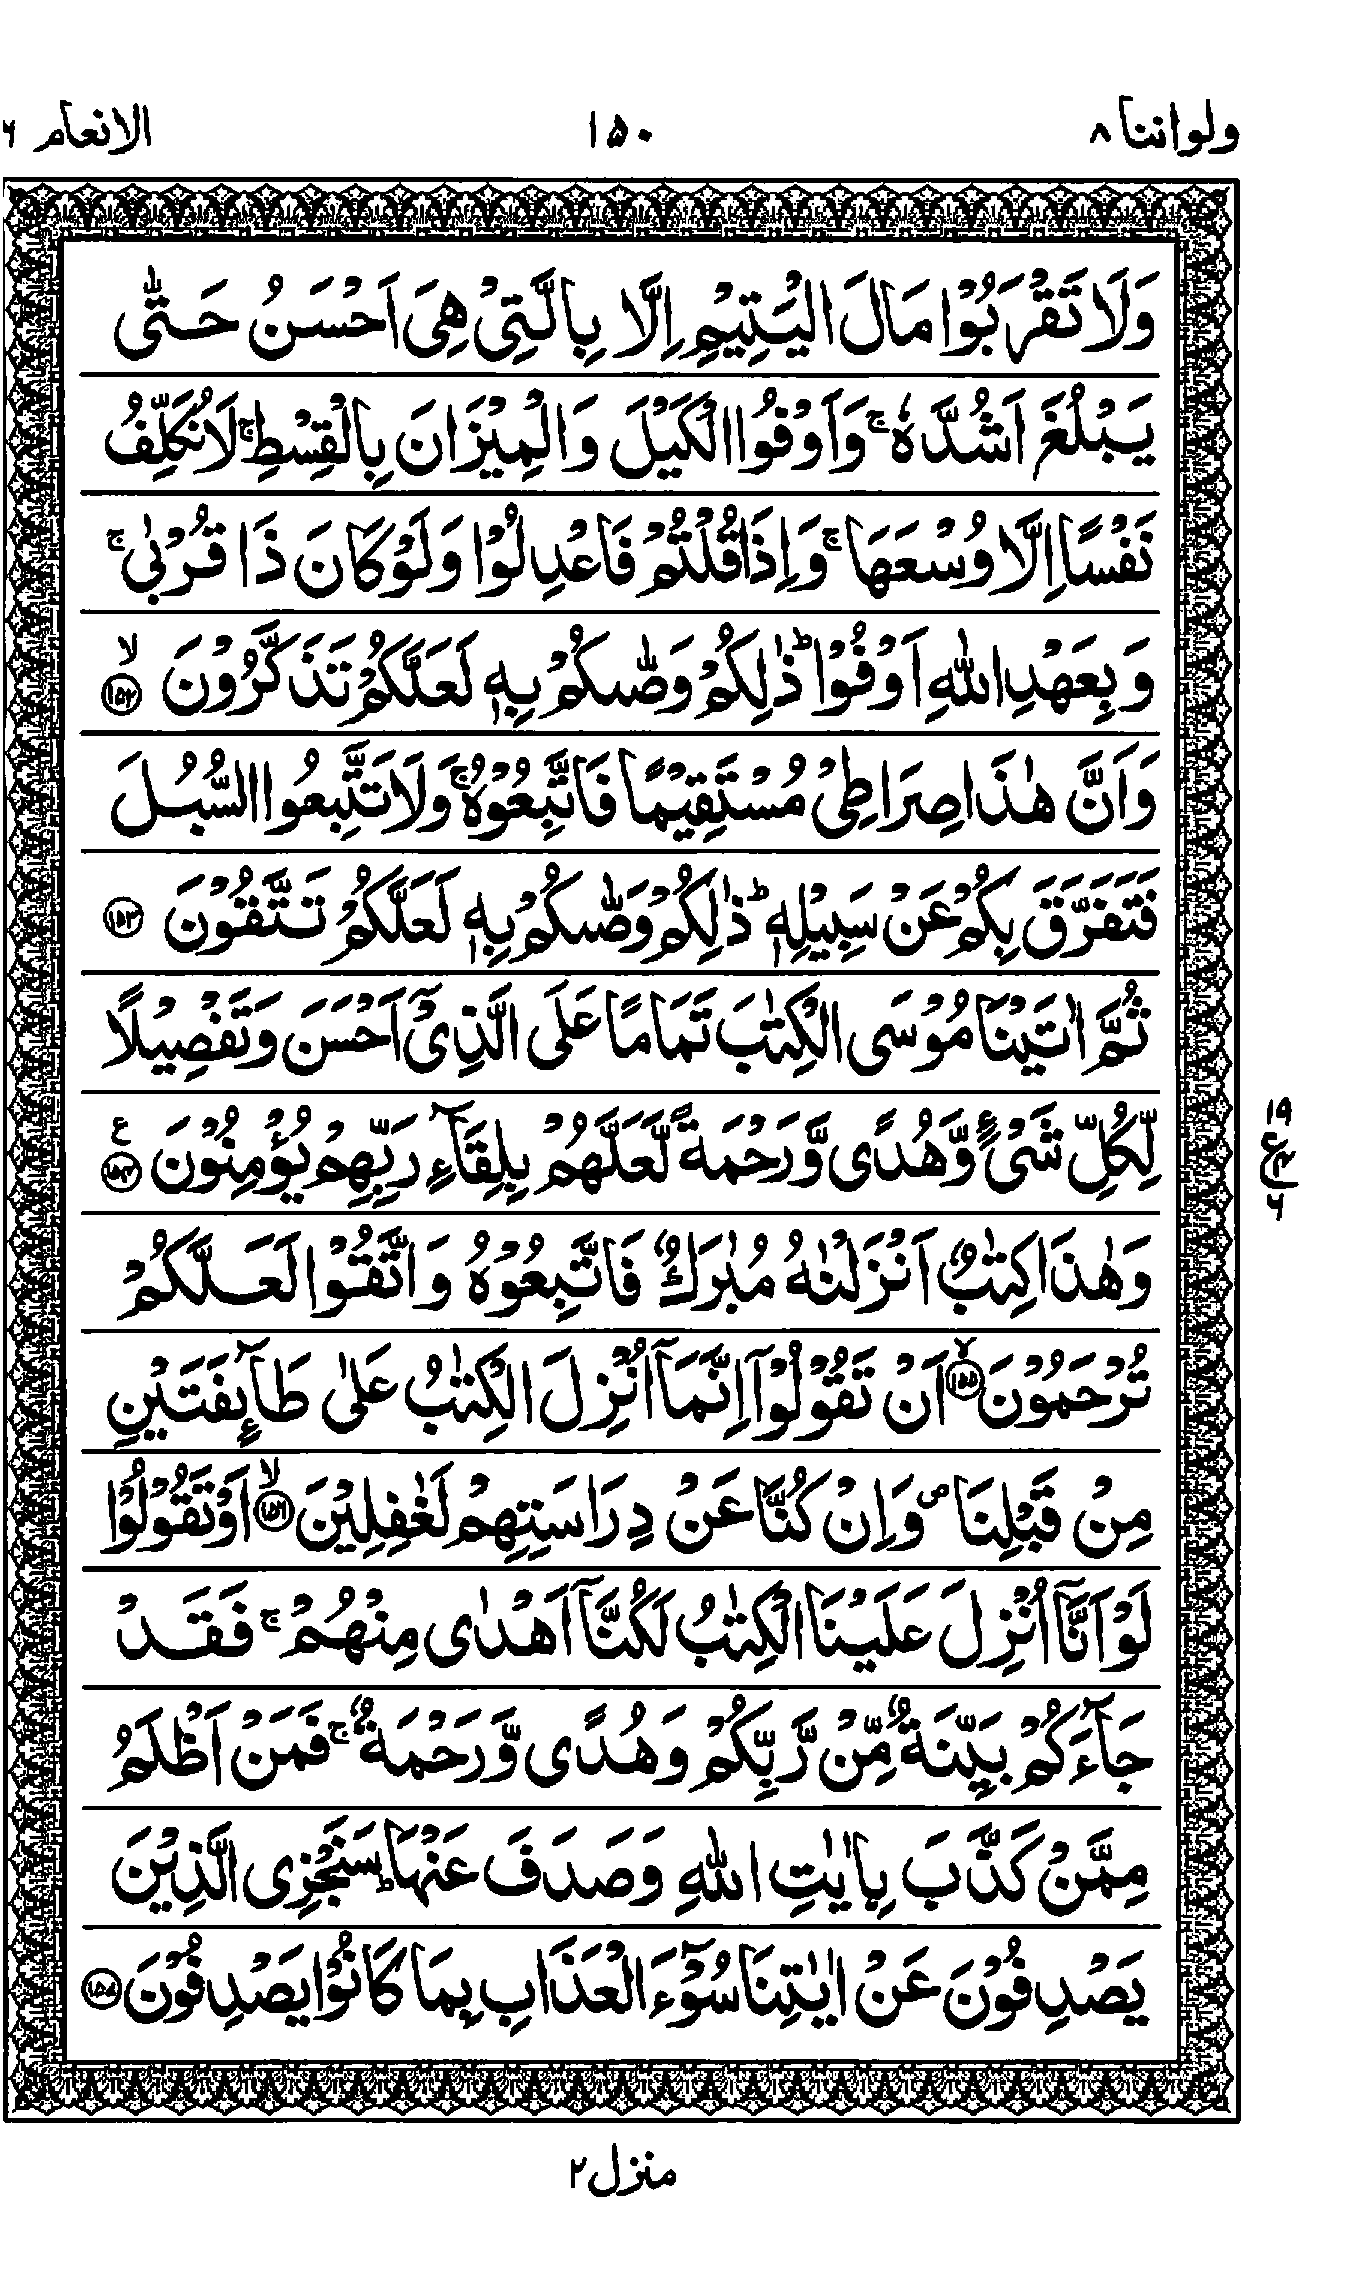 ولواننا ٨
١٥٠
الانعام ٦
وَلَا تَقْرَبُوْا مَالَ الْيَتِيْمِ اِلَّا بِالَّتِيْ هِيَ اَحْسَنُ حَتّٰى
يَبْلُغَ اَشُدَّهٗ ۚ وَاَوْفُوا الْكَيْلَ وَالْمِيْزَانَ بِالْقِسْطِ ۚ لَا نُكَلِّفُ
نَفْسًا اِلَّا وُسْعَهَا ۚ وَاِذَا قُلْتُمْ فَاعْدِلُوْا وَلَوْ كَانَ ذَا قُرْبٰى ۚ
وَبِعَهْدِ اللّٰهِ اَوْفُوْا ؕ ذٰلِكُمْ وَصّٰىكُمْ بِهٖ لَعَلَّكُمْ تَذَكَّرُوْنَ ۙ ﴿١٥٢﴾
وَاَنَّ هٰذَا صِرَاطِيْ مُسْتَقِيْمًا فَاتَّبِعُوْهُ ۚ وَلَا تَتَّبِعُوا السُّبُلَ
فَتَفَرَّقَ بِكُمْ عَنْ سَبِيْلِهٖ ؕ ذٰلِكُمْ وَصّٰىكُمْ بِهٖ لَعَلَّكُمْ تَتَّقُوْنَ ﴿١٥٣﴾
ثُمَّ اٰتَيْنَا مُوْسَى الْكِتٰبَ تَمَامًا عَلَى الَّذِيْٓ اَحْسَنَ وَتَفْصِيْلًا
لِّكُلِّ شَيْءٍ وَّهُدًى وَّرَحْمَةً لَّعَلَّهُمْ بِلِقَآءِ رَبِّهِمْ يُؤْمِنُوْنَ ﴿١٥٤﴾ ع
١٩
ع ٤
٦
وَهٰذَا كِتٰبٌ اَنْزَلْنٰهُ مُبٰرَكٌ فَاتَّبِعُوْهُ وَاتَّقُوْا لَعَلَّكُمْ
تُرْحَمُوْنَ ۙ ﴿١٥٥﴾ اَنْ تَقُوْلُوْٓا اِنَّمَآ اُنْزِلَ الْكِتٰبُ عَلٰى طَآئِفَتَيْنِ
مِنْ قَبْلِنَا ۪ وَاِنْ كُنَّا عَنْ دِرَاسَتِهِمْ لَغٰفِلِيْنَ ۙ ﴿١٥٦﴾ اَوْ تَقُوْلُوْا
لَوْ اَنَّآ اُنْزِلَ عَلَيْنَا الْكِتٰبُ لَكُنَّآ اَهْدٰى مِنْهُمْ ۚ فَقَدْ
جَآءَكُمْ بَيِّنَةٌ مِّنْ رَّبِّكُمْ وَهُدًى وَّرَحْمَةٌ ۚ فَمَنْ اَظْلَمُ
مِمَّنْ كَذَّبَ بِاٰيٰتِ اللّٰهِ وَصَدَفَ عَنْهَا ؕ سَنَجْزِى الَّذِيْنَ
يَصْدِفُوْنَ عَنْ اٰيٰتِنَا سُوْٓءَ الْعَذَابِ بِمَا كَانُوْا يَصْدِفُوْنَ ﴿١٥٧﴾
منزل ٢